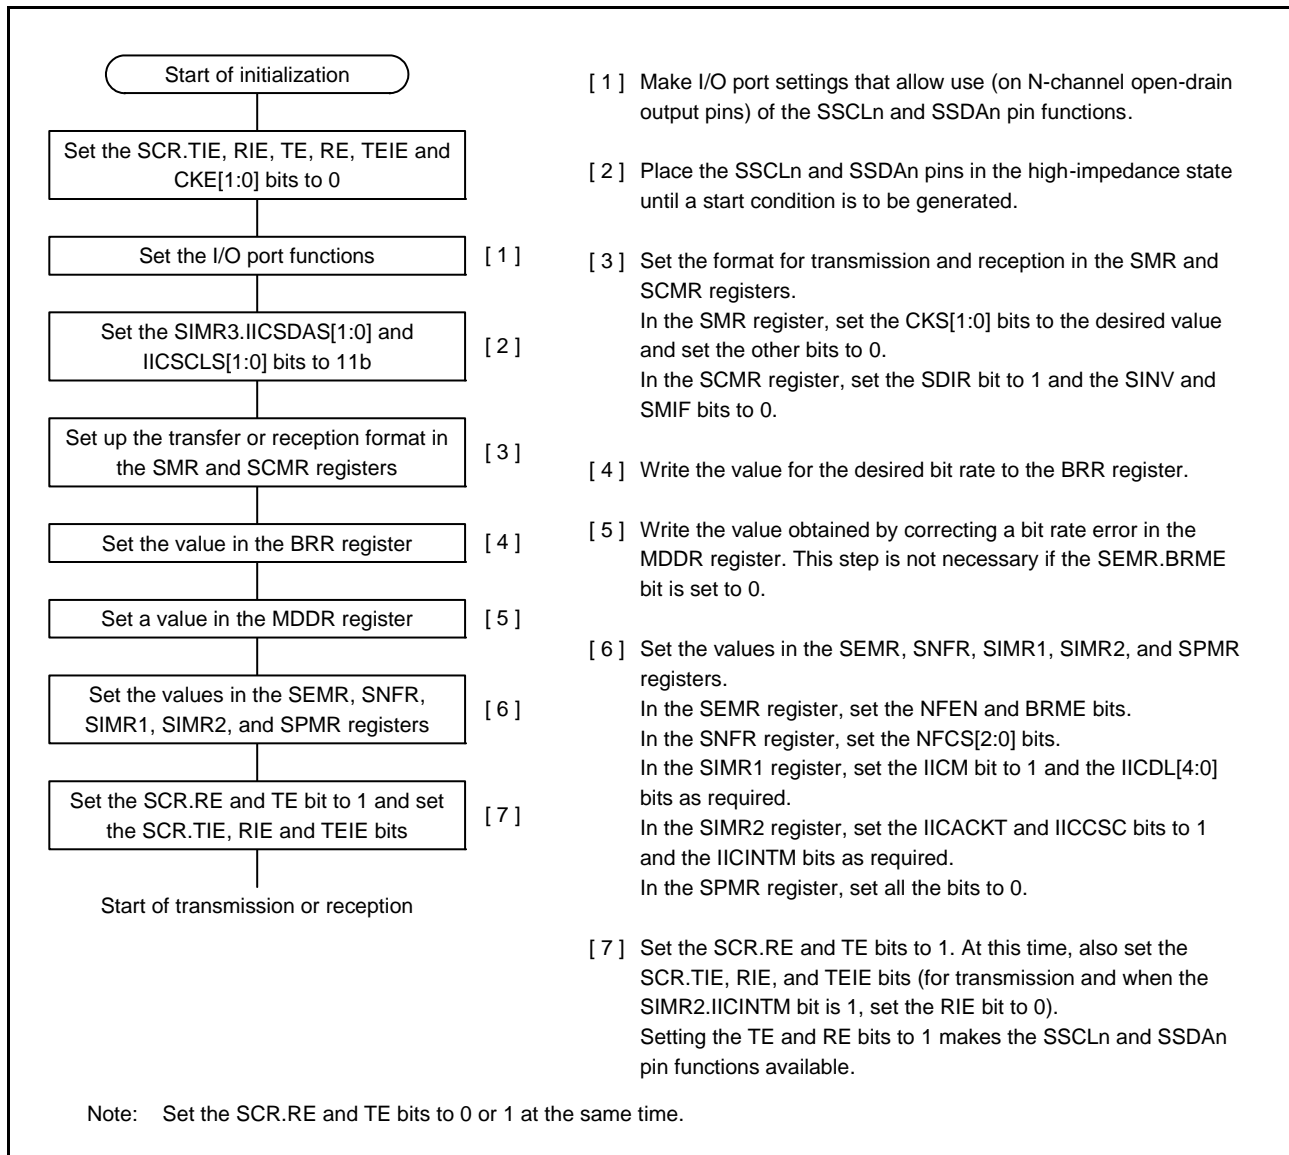 Start of initialization
Set the SCR.TIE, RIE, TE, RE, TEIE and
CKE[1:0] bits to 0
Set the I/O port functions
[ 1 ]
Set the SIMR3.IICSDAS[1:0] and
IICSCLS[1:0] bits to 11b
[ 2 ]
Set up the transfer or reception format in
the SMR and SCMR registers
[ 3 ]
Set the value in the BRR register
[ 4 ]
Set a value in the MDDR register
[ 5 ]
Set the values in the SEMR, SNFR,
SIMR1, SIMR2, and SPMR registers
[ 6 ]
Set the SCR.RE and TE bit to 1 and set
the SCR.TIE, RIE and TEIE bits
[ 7 ]
Start of transmission or reception
[ 1 ] Make I/O port settings that allow use (on N-channel open-drain
output pins) of the SSCLn and SSDAn pin functions.
[ 2 ] Place the SSCLn and SSDAn pins in the high-impedance state
until a start condition is to be generated.
[ 3 ] Set the format for transmission and reception in the SMR and
SCMR registers.
In the SMR register, set the CKS[1:0] bits to the desired value
and set the other bits to 0.
In the SCMR register, set the SDIR bit to 1 and the SINV and
SMIF bits to 0.
[ 4 ] Write the value for the desired bit rate to the BRR register.
[ 5 ] Write the value obtained by correcting a bit rate error in the
MDDR register. This step is not necessary if the SEMR.BRME
bit is set to 0.
[ 6 ] Set the values in the SEMR, SNFR, SIMR1, SIMR2, and SPMR
registers.
In the SEMR register, set the NFEN and BRME bits.
In the SNFR register, set the NFCS[2:0] bits.
In the SIMR1 register, set the IICM bit to 1 and the IICDL[4:0]
bits as required.
In the SIMR2 register, set the IICACKT and IICCSC bits to 1
and the IICINTM bits as required.
In the SPMR register, set all the bits to 0.
[ 7 ] Set the SCR.RE and TE bits to 1. At this time, also set the
SCR.TIE, RIE, and TEIE bits (for transmission and when the
SIMR2.IICINTM bit is 1, set the RIE bit to 0).
Setting the TE and RE bits to 1 makes the SSCLn and SSDAn
pin functions available.
Note: Set the SCR.RE and TE bits to 0 or 1 at the same time.